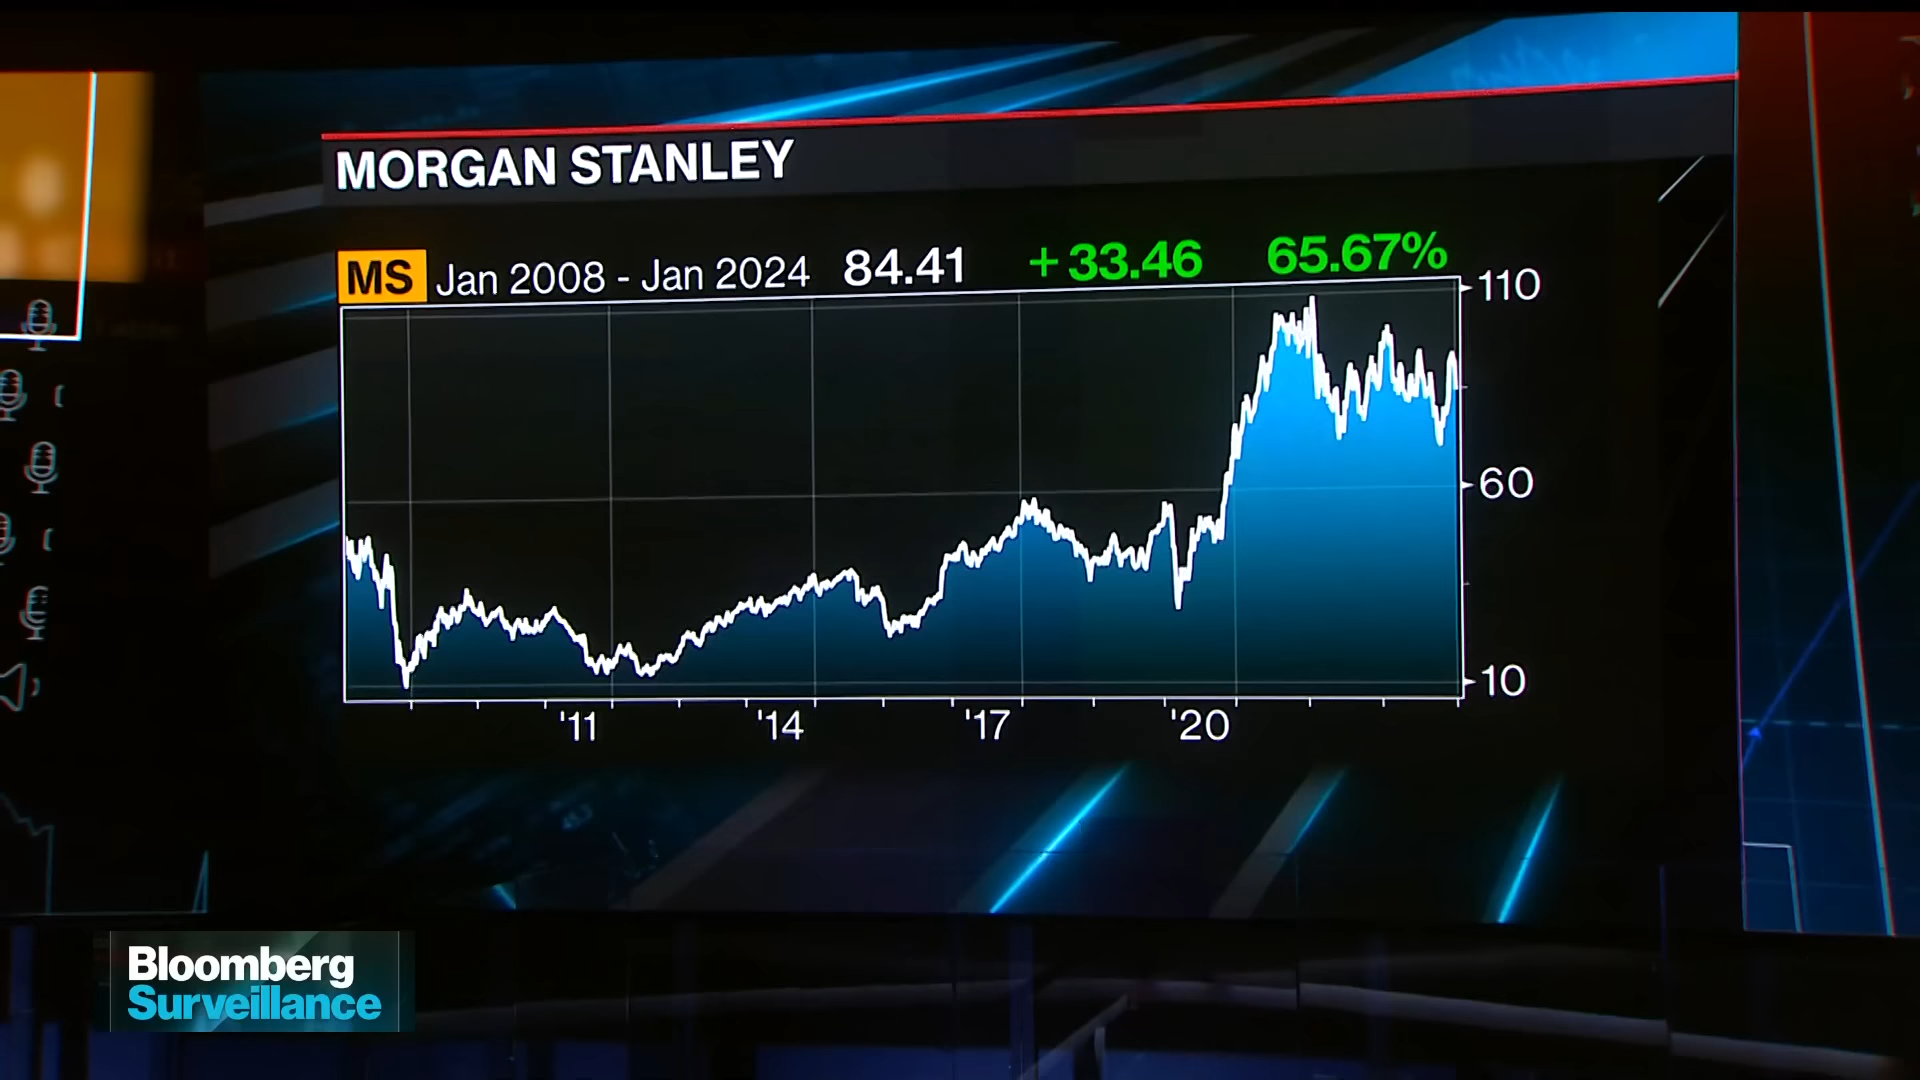 MORGAN STANLEY
MS Jan 2008 - Jan 2024 84.41 +33.46 65.67%
110
60
10
'11 '14 '17 '20
Bloomberg
Surveillance